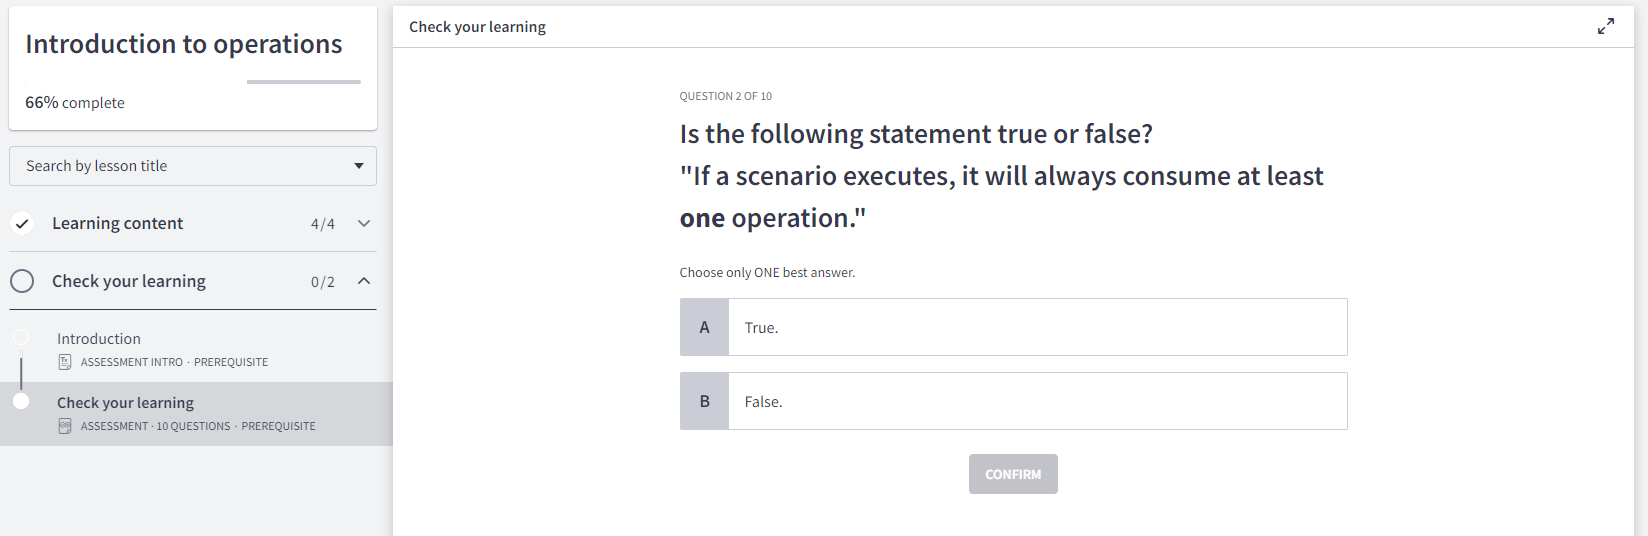 Introduction to operations
66% complete
Search by lesson title
Learning content 4/4
Check your learning 0/2
Introduction
ASSESSMENT INTRO · PREREQUISITE
Check your learning
ASSESSMENT · 10 QUESTIONS · PREREQUISITE
Check your learning
QUESTION 2 OF 10
Is the following statement true or false?
"If a scenario executes, it will always consume at least
one operation."
Choose only ONE best answer.
A True.
B False.
CONFIRM